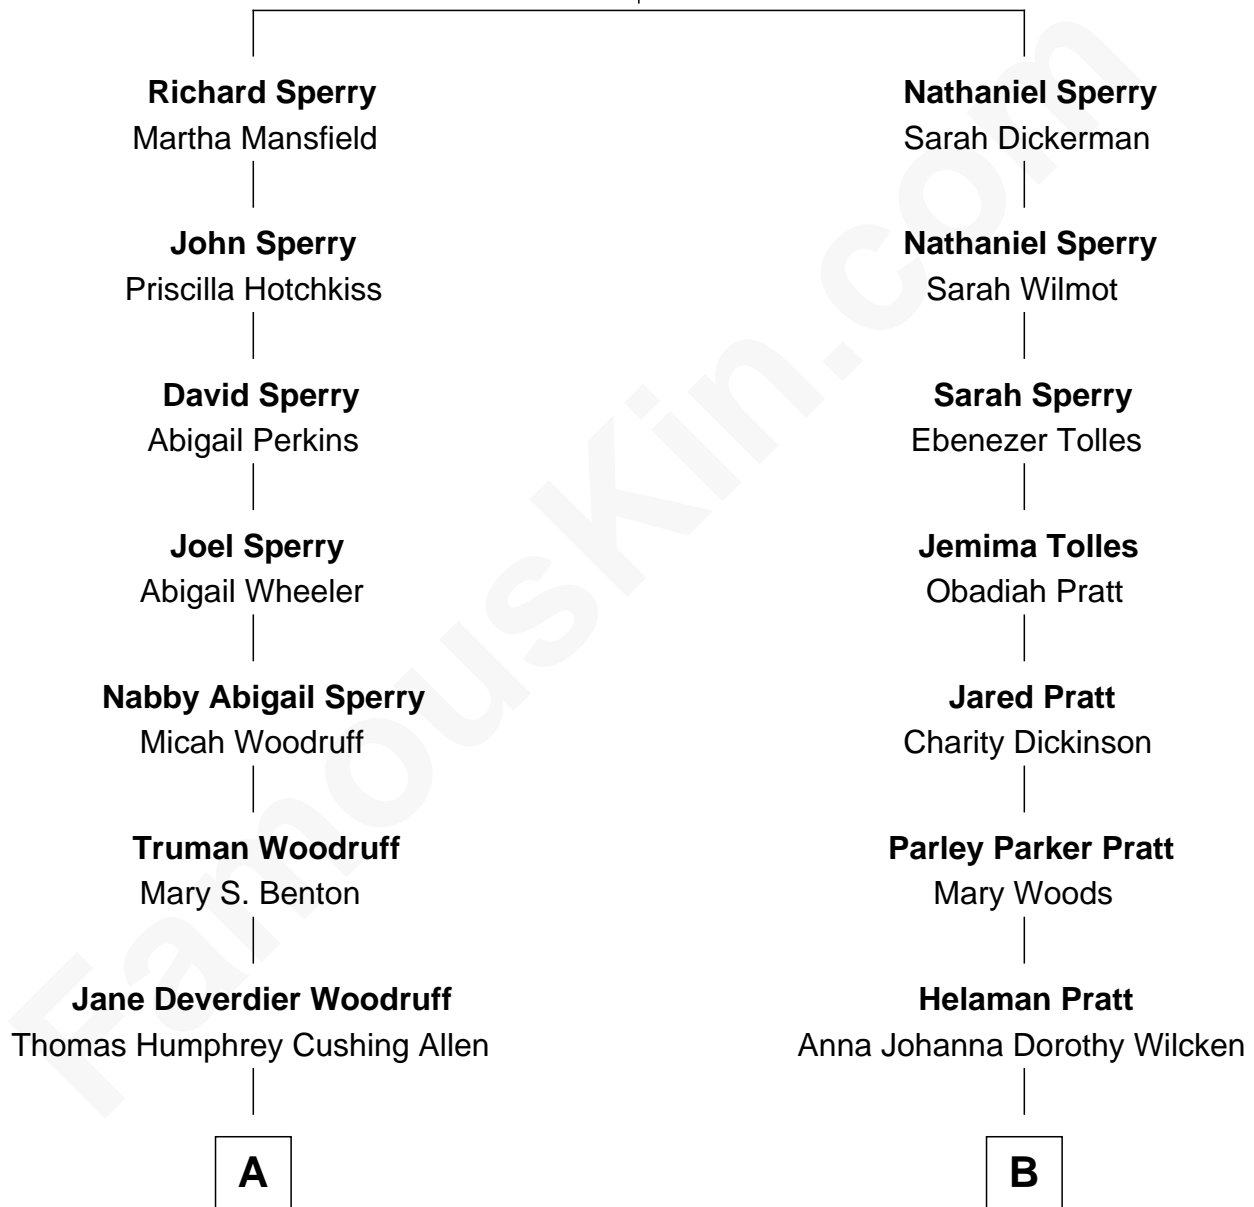 Richard Sperry
Martha Mansfield
John Sperry
Priscilla Hotchkiss
David Sperry
Abigail Perkins
Joel Sperry
Abigail Wheeler
Nabby Abigail Sperry
Micah Woodruff
Truman Woodruff
Mary S. Benton
Jane Deverdier Woodruff
Thomas Humphrey Cushing Allen
A
Nathaniel Sperry
Sarah Dickerman
Nathaniel Sperry
Sarah Wilmot
Sarah Sperry
Ebenezer Tolles
Jemima Tolles
Obadiah Pratt
Jared Pratt
Charity Dickinson
Parley Parker Pratt
Mary Woods
Helaman Pratt
Anna Johanna Dorothy Wilcken
B
FamousKin.com